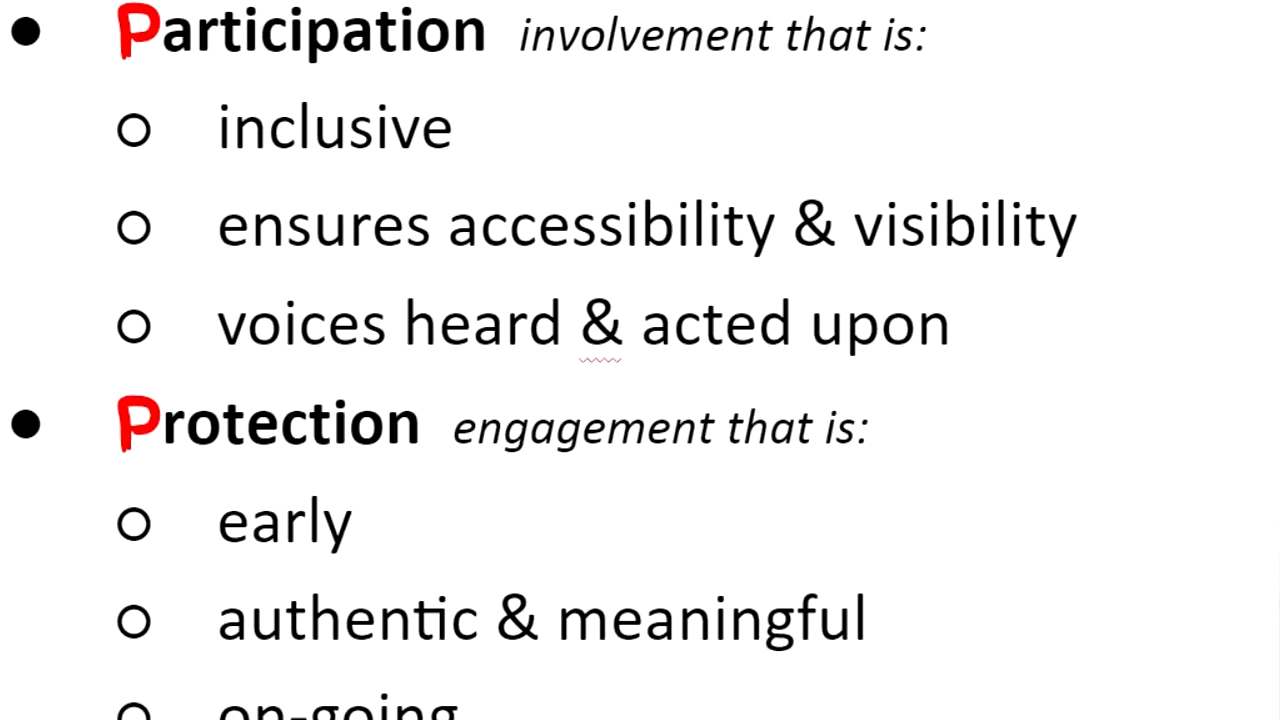 ● Participation involvement that is:
○ inclusive
○ ensures accessibility & visibility
○ voices heard & acted upon
● Protection engagement that is:
○ early
○ authentic & meaningful
○ on-going